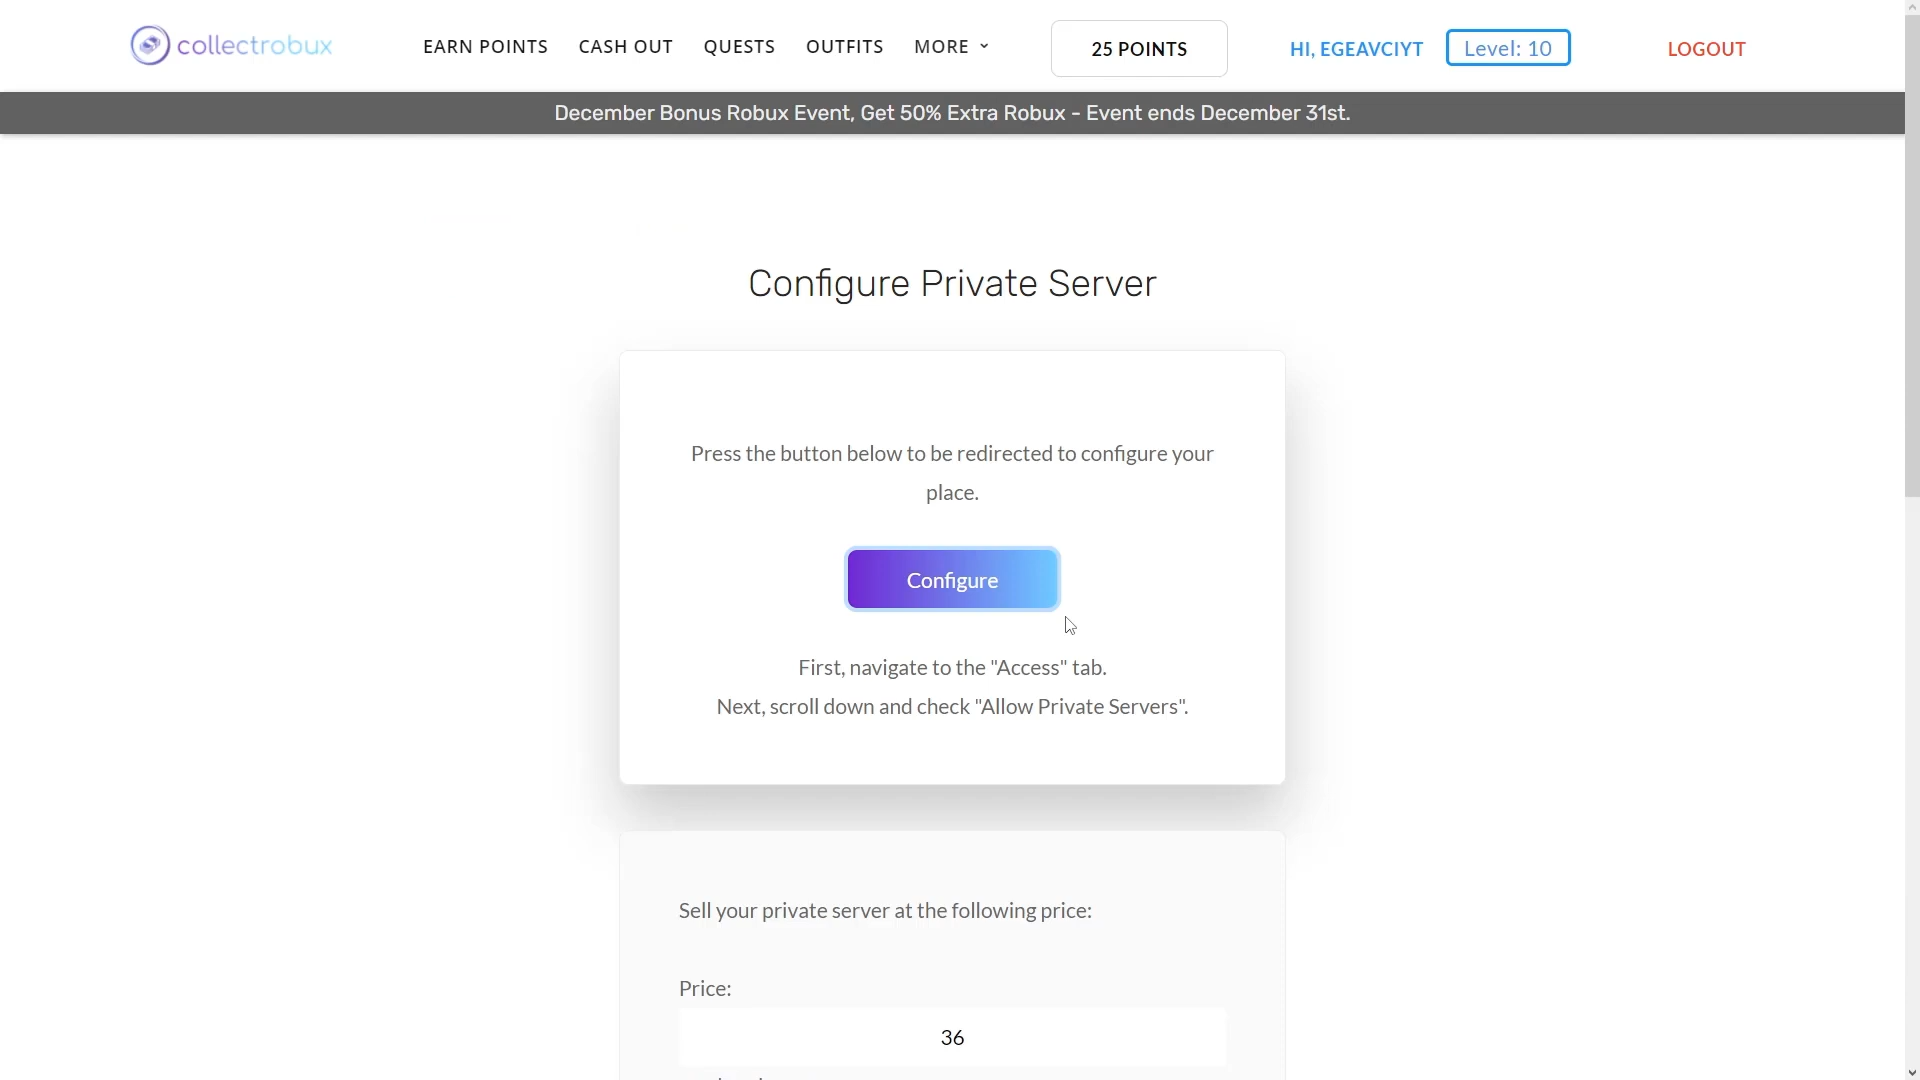 collectrobux
EARN POINTS CASH OUT QUESTS OUTFITS MORE 25 POINTS HI, EGEAVCIYT Level: 10 LOGOUT
December Bonus Robux Event, Get 50% Extra Robux - Event ends December 31st.
Configure Private Server
Press the button below to be redirected to configure your
place.
Configure
First, navigate to the "Access" tab.
Next, scroll down and check "Allow Private Servers".
Sell your private server at the following price:
Price:
36